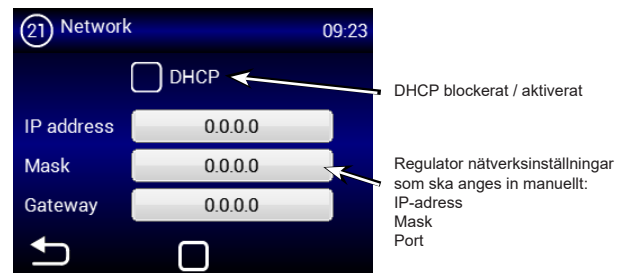 21 Network 09:23
DHCP
DHCP blockerat / aktiverat
IP address 0.0.0.0
Mask 0.0.0.0
Gateway 0.0.0.0
Regulator nätverksinställningar
som ska anges in manuellt:
IP-adress
Mask
Port